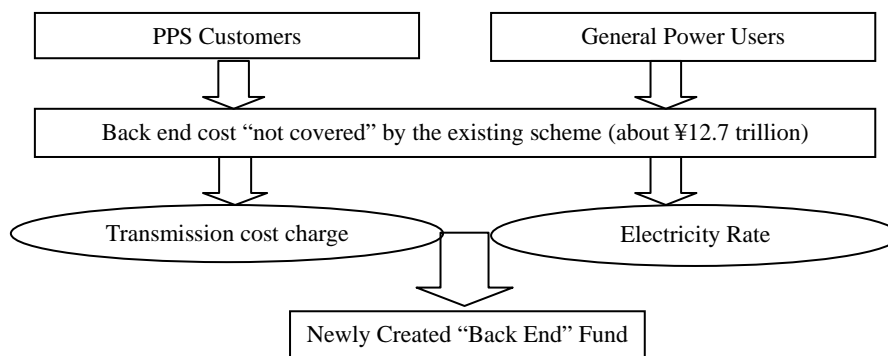 PPS Customers
General Power Users
Back end cost “not covered” by the existing scheme (about ¥12.7 trillion)
Transmission cost charge
Electricity Rate
Newly Created “Back End” Fund